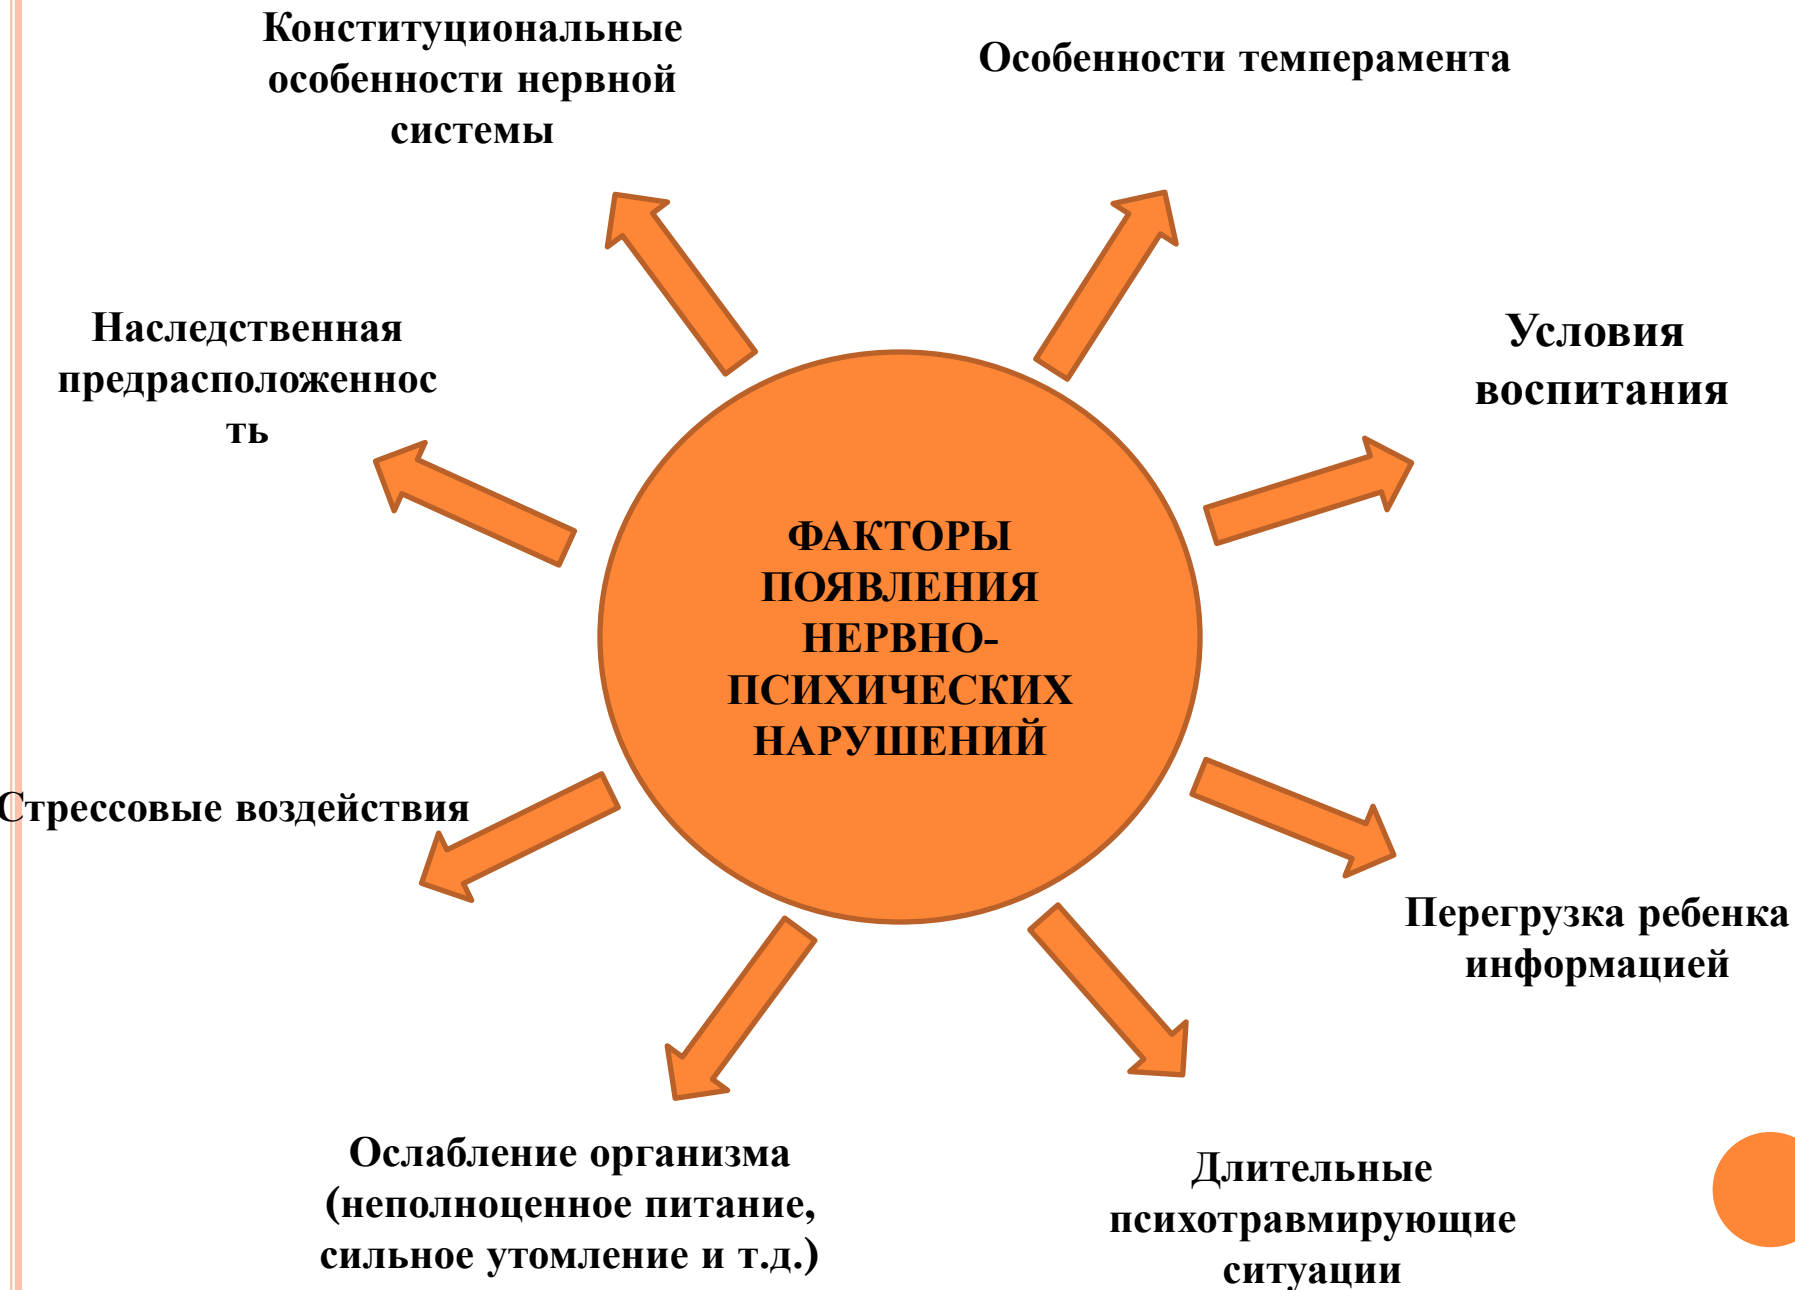 Конституциональные
особенности нервной
системы
Особенности темперамента
Наследственная
предрасположеннос
ть
Условия
воспитания
ФАКТОРЫ
ПОЯВЛЕНИЯ
НЕРВНО-
ПСИХИЧЕСКИХ
НАРУШЕНИЙ
Стрессовые воздействия
Перегрузка ребенка
информацией
Ослабление организма
(неполноценное питание,
сильное утомление и т.д.)
Длительные
психотравмирующие
ситуации